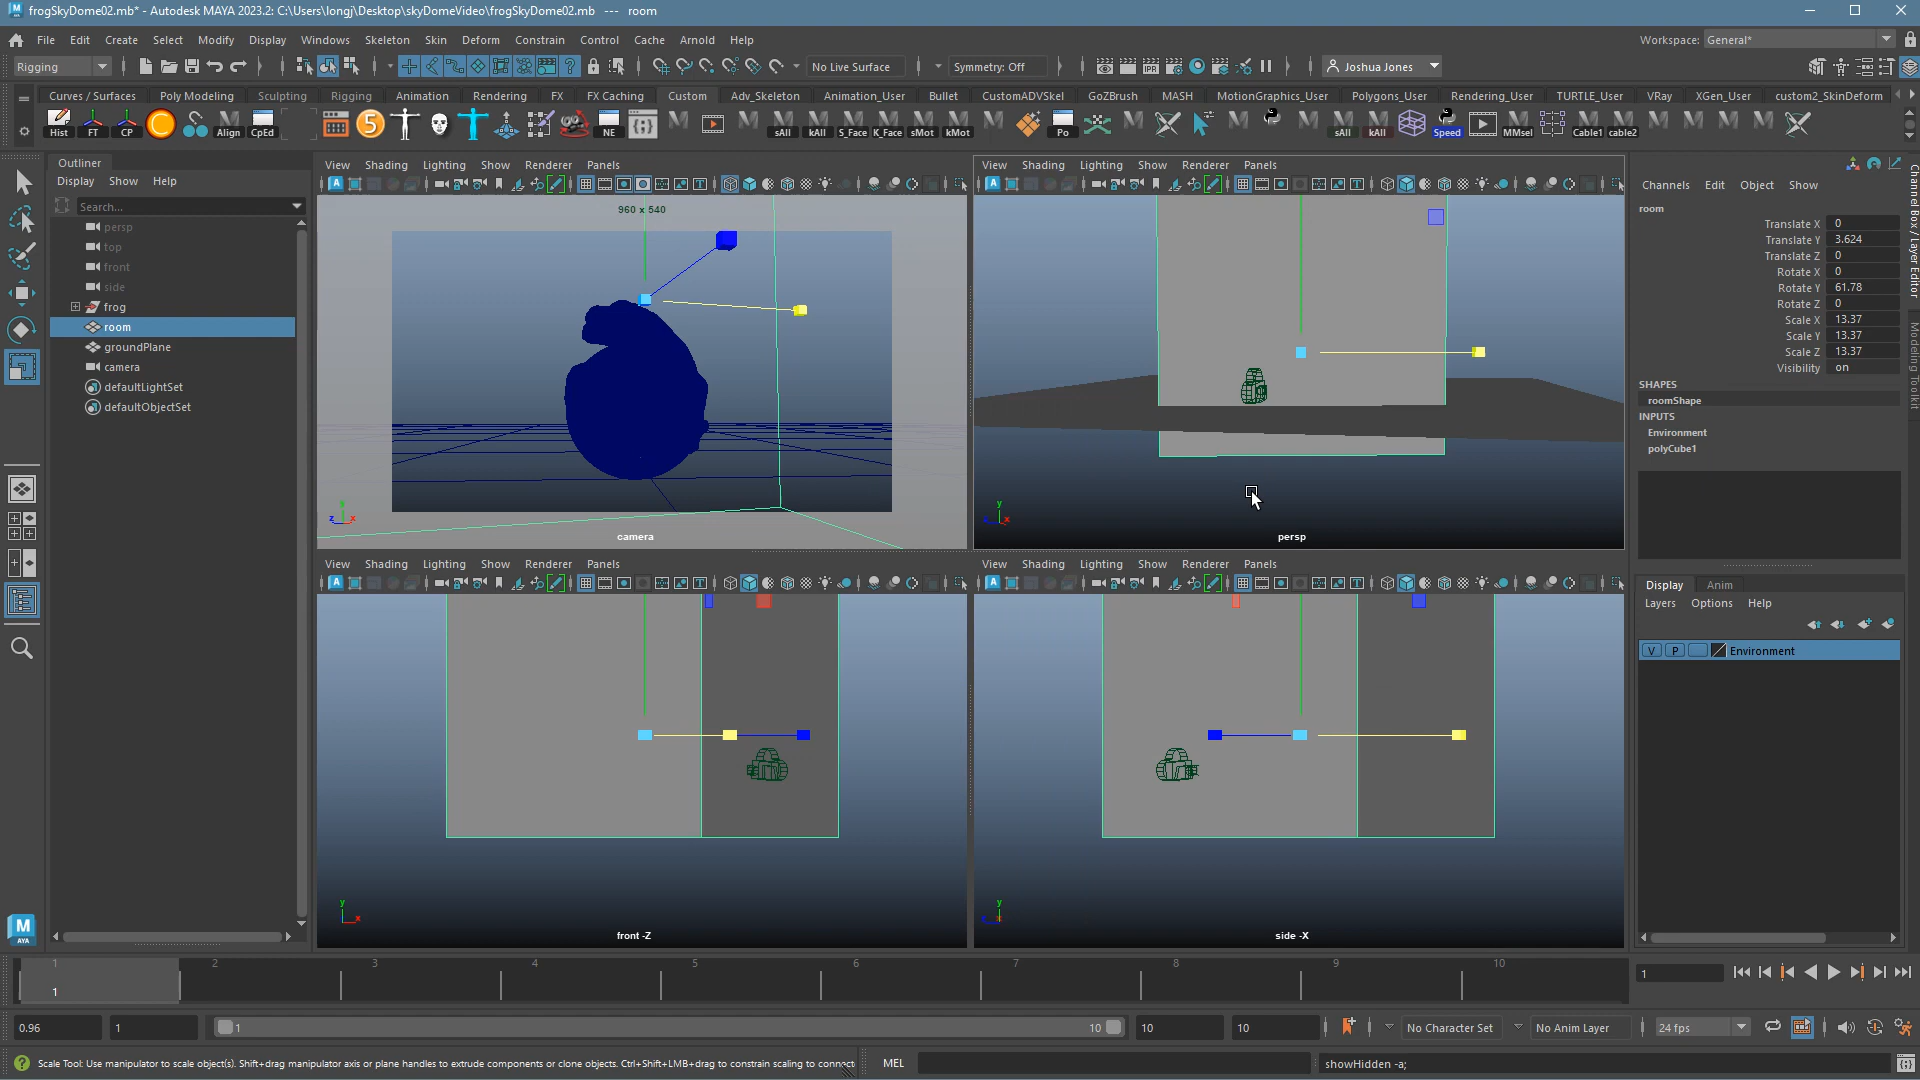 frogSkyDome02.mb* - Autodesk MAYA 2023.2: C:\Users\longj\Desktop\skyDomeVideo\frogSkyDome02.mb --- room
File Edit Create Select Modify Display Windows Skeleton Skin Deform Constrain Control Cache Arnold Help
Workspace: General*
Rigging No Live Surface Symmetry: Off Joshua Jones
Curves / Surfaces Poly Modeling Sculpting Rigging Animation Rendering FX FX Caching Custom Adv_Skeleton Animation_User Bullet CustomADVSkel GoZBrush MASH MotionGraphics_User Polygons_User Rendering_User TURTLE_User VRay XGen_User custom2_SkinDeform
Hist FT CP 5 Align CpEd NE sAll kAll S_Face K_Face sMot kMot Po sAll kAll Speed MMsel Cable1 cable2
Outliner
Display Show Help
Search...
persp
top
front
side
frog
room
groundPlane
camera
defaultLightSet
defaultObjectSet
View Shading Lighting Show Renderer Panels
960 x 540
camera
View Shading Lighting Show Renderer Panels
persp
View Shading Lighting Show Renderer Panels
front -Z
View Shading Lighting Show Renderer Panels
side -X
Channels Edit Object Show
room
Translate X 0
Translate Y 3.624
Translate Z 0
Rotate X 0
Rotate Y 61.78
Rotate Z 0
Scale X 13.37
Scale Y 13.37
Scale Z 13.37
Visibility on
SHAPES
roomShape
INPUTS
Environment
polyCube1
Channel Box / Layer Editor
Modeling Toolkit
Display Anim
Layers Options Help
V P Environment
M
AYA
1 2 3 4 5 6 7 8 9 10
1
1
0.96 1 1 10 10 10 No Character Set No Anim Layer 24 fps
Scale Tool: Use manipulator to scale object(s). Shift+drag manipulator axis or plane handles to extrude components or clone objects. Ctrl+Shift+LMB+drag to constrain scaling to connect
MEL
showHidden -a;